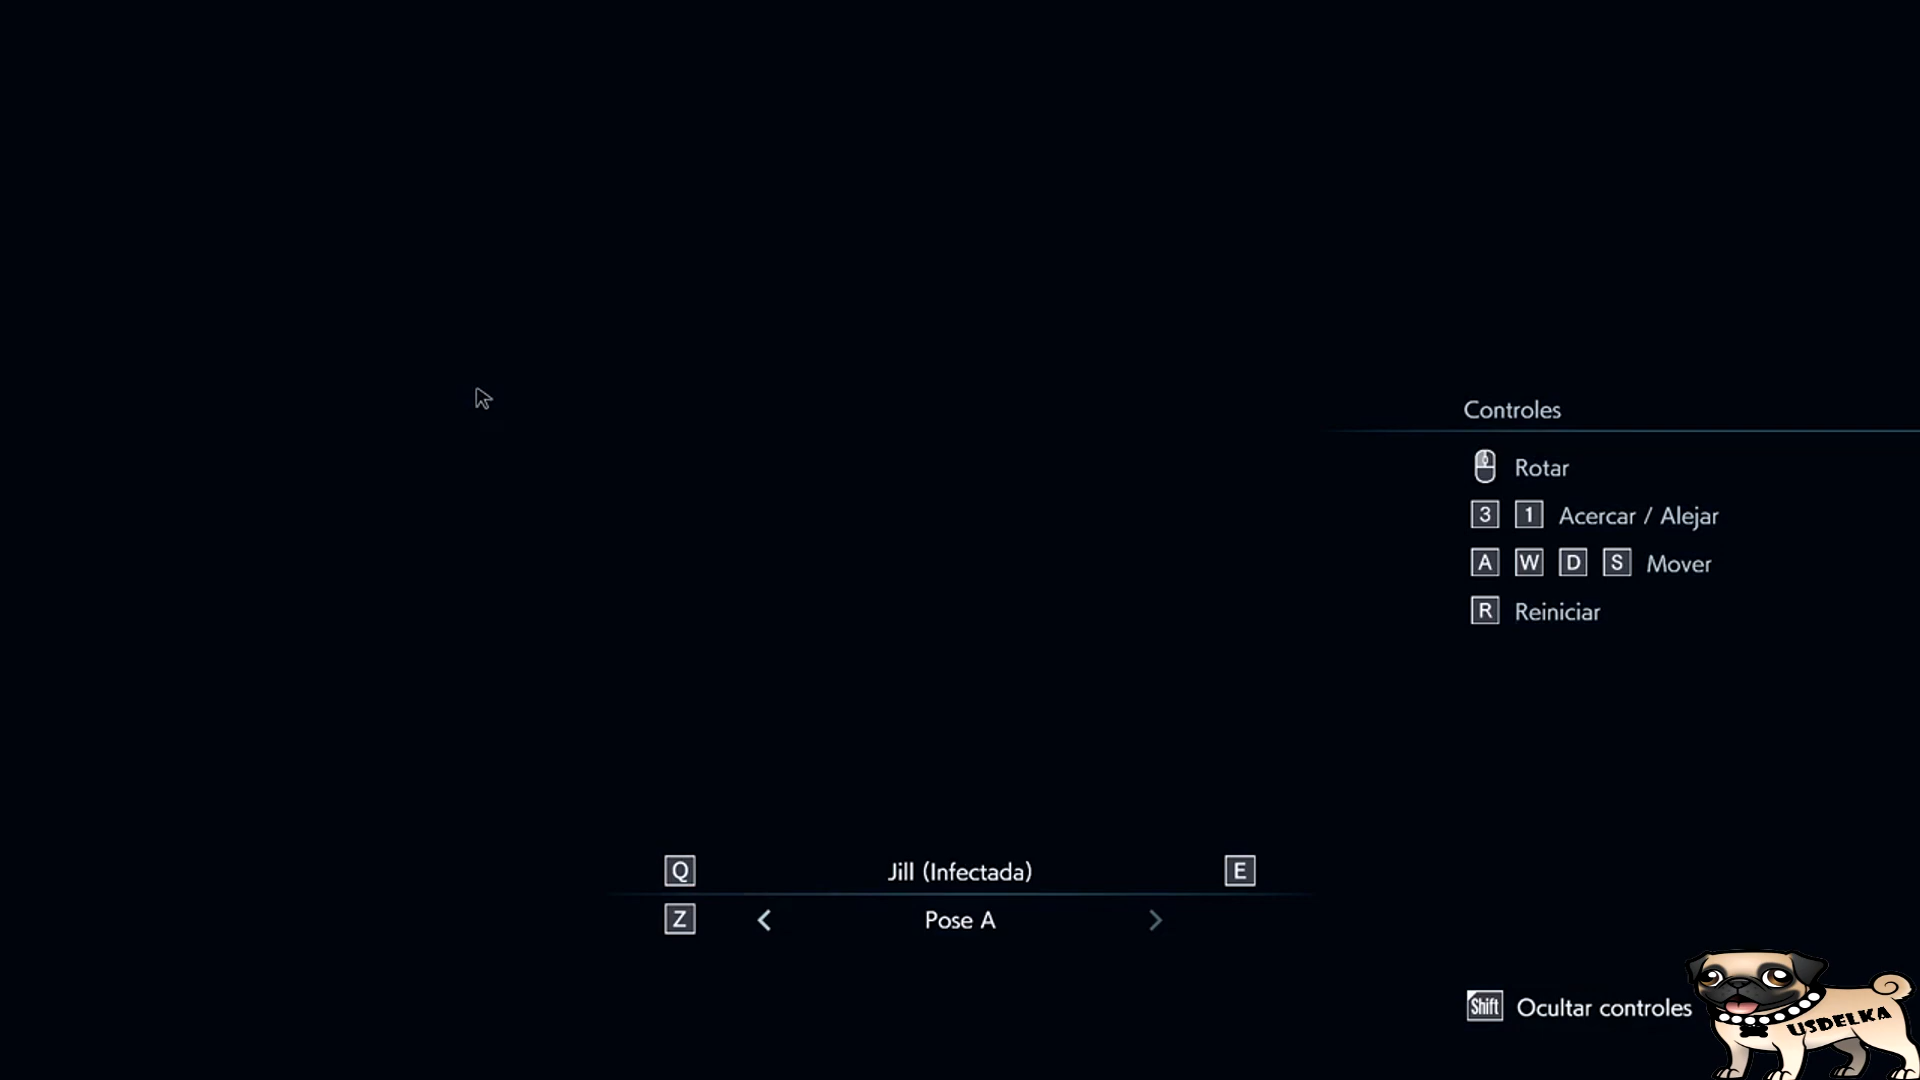 Controles
Rotar
3 1 Acercar / Alejar
A W D S Mover
R Reiniciar
Q Jill (Infectada) E
Z Pose A
Shift Ocultar controles
USDELKA